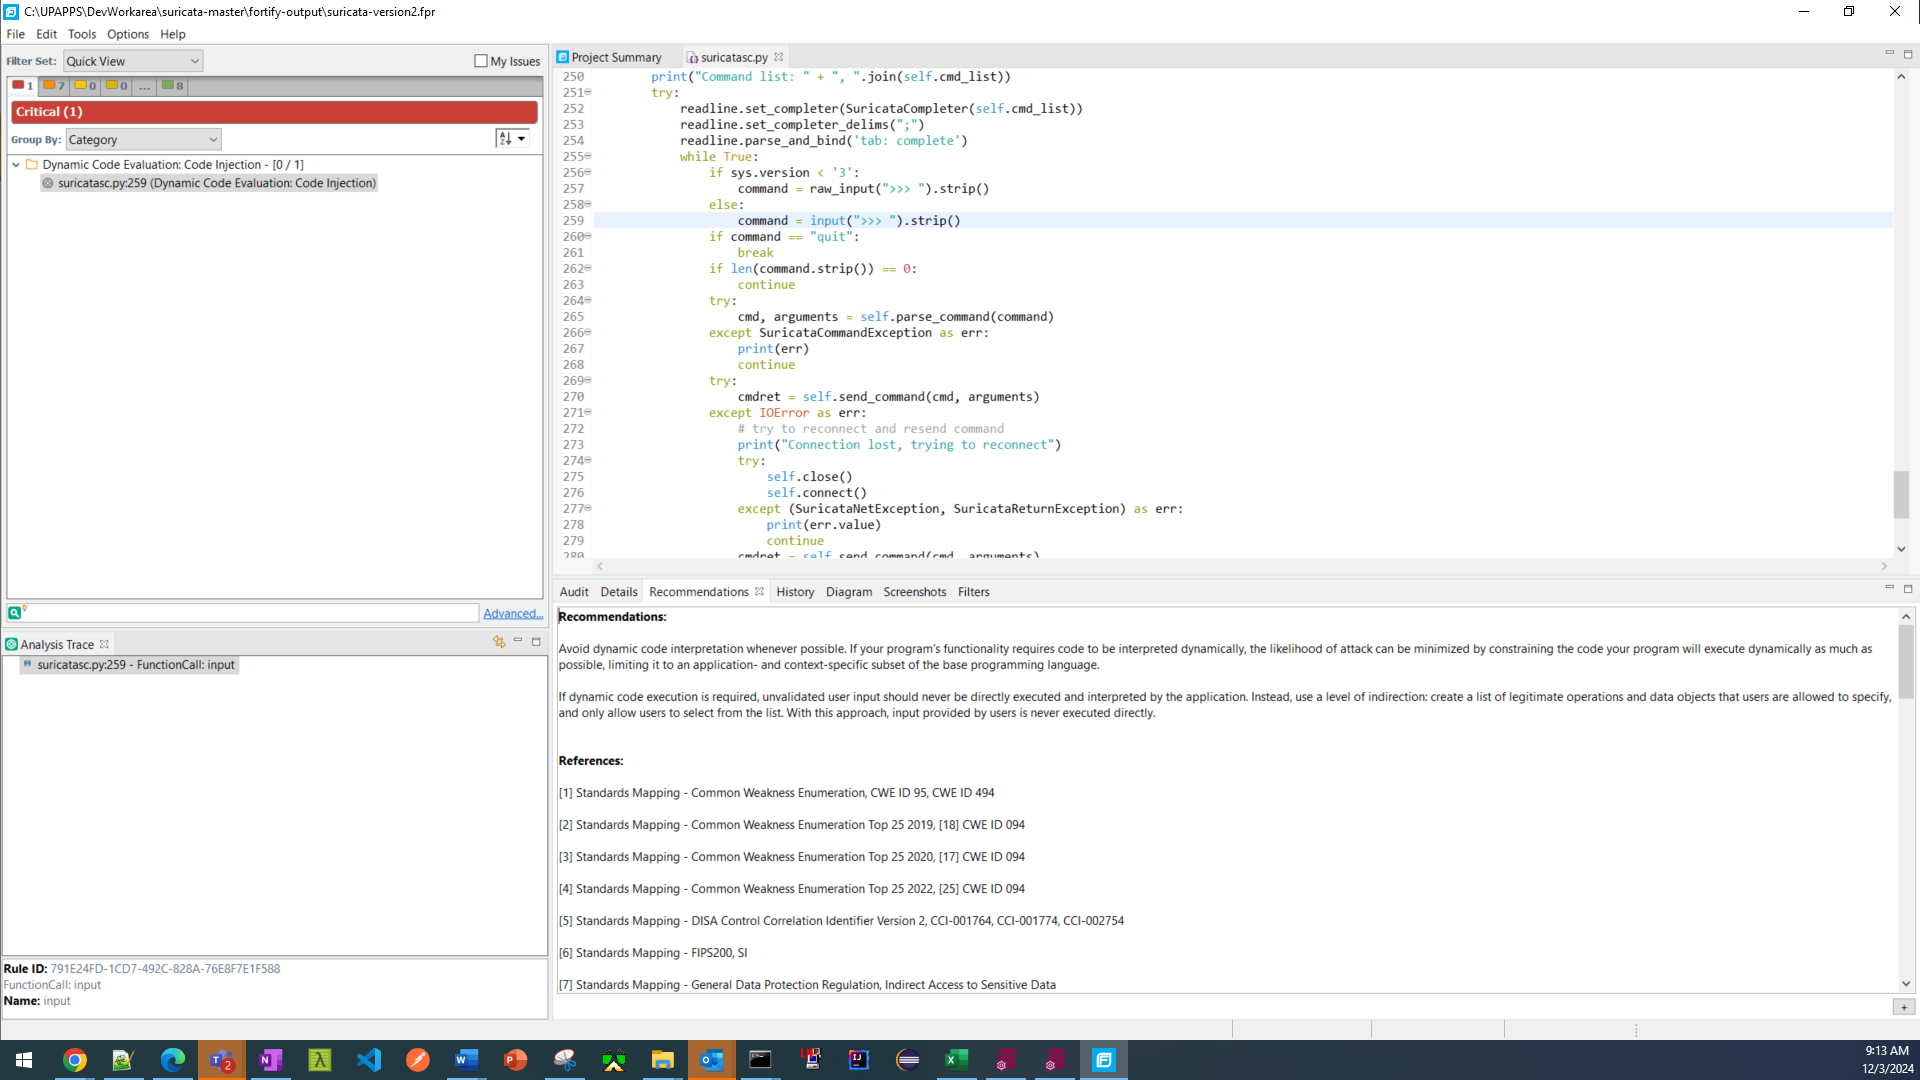 C:\UPAPPS\DevWorkarea\suricata-master\fortify-output\suricata-version2.fpr
File Edit Tools Options Help
Filter Set: Quick View My Issues
1 7 0 0 ... 8
Critical (1)
Group By: Category
Dynamic Code Evaluation: Code Injection - [0 / 1]
suricatasc.py:259 (Dynamic Code Evaluation: Code Injection)
Advanced...
Analysis Trace
suricatasc.py:259 - FunctionCall: input
Rule ID: 791E24FD-1CD7-492C-828A-76E8F7E1F588
FunctionCall: input
Name: input
Project Summary suricatasc.py
250 print("Command list: " + ", ".join(self.cmd_list))
251 try:
252 readline.set_completer(SuricataCompleter(self.cmd_list))
253 readline.set_completer_delims(";")
254 readline.parse_and_bind('tab: complete')
255 while True:
256 if sys.version < '3':
257 command = raw_input(">>> ").strip()
258 else:
259 command = input(">>> ").strip()
260 if command == "quit":
261 break
262 if len(command.strip()) == 0:
263 continue
264 try:
265 cmd, arguments = self.parse_command(command)
266 except SuricataCommandException as err:
267 print(err)
268 continue
269 try:
270 cmdret = self.send_command(cmd, arguments)
271 except IOError as err:
272 # try to reconnect and resend command
273 print("Connection lost, trying to reconnect")
274 try:
275 self.close()
276 self.connect()
277 except (SuricataNetException, SuricataReturnException) as err:
278 print(err.value)
279 continue
280 cmdret = self.send_command(cmd, arguments)
Audit Details Recommendations History Diagram Screenshots Filters
Recommendations:
Avoid dynamic code interpretation whenever possible. If your program's functionality requires code to be interpreted dynamically, the likelihood of attack can be minimized by constraining the code your program will execute dynamically as much as
possible, limiting it to an application- and context-specific subset of the base programming language.
If dynamic code execution is required, unvalidated user input should never be directly executed and interpreted by the application. Instead, use a level of indirection: create a list of legitimate operations and data objects that users are allowed to specify,
and only allow users to select from the list. With this approach, input provided by users is never executed directly.
References:
[1] Standards Mapping - Common Weakness Enumeration, CWE ID 95, CWE ID 494
[2] Standards Mapping - Common Weakness Enumeration Top 25 2019, [18] CWE ID 094
[3] Standards Mapping - Common Weakness Enumeration Top 25 2020, [17] CWE ID 094
[4] Standards Mapping - Common Weakness Enumeration Top 25 2022, [25] CWE ID 094
[5] Standards Mapping - DISA Control Correlation Identifier Version 2, CCI-001764, CCI-001774, CCI-002754
[6] Standards Mapping - FIPS200, SI
[7] Standards Mapping - General Data Protection Regulation, Indirect Access to Sensitive Data
9:13 AM
12/3/2024